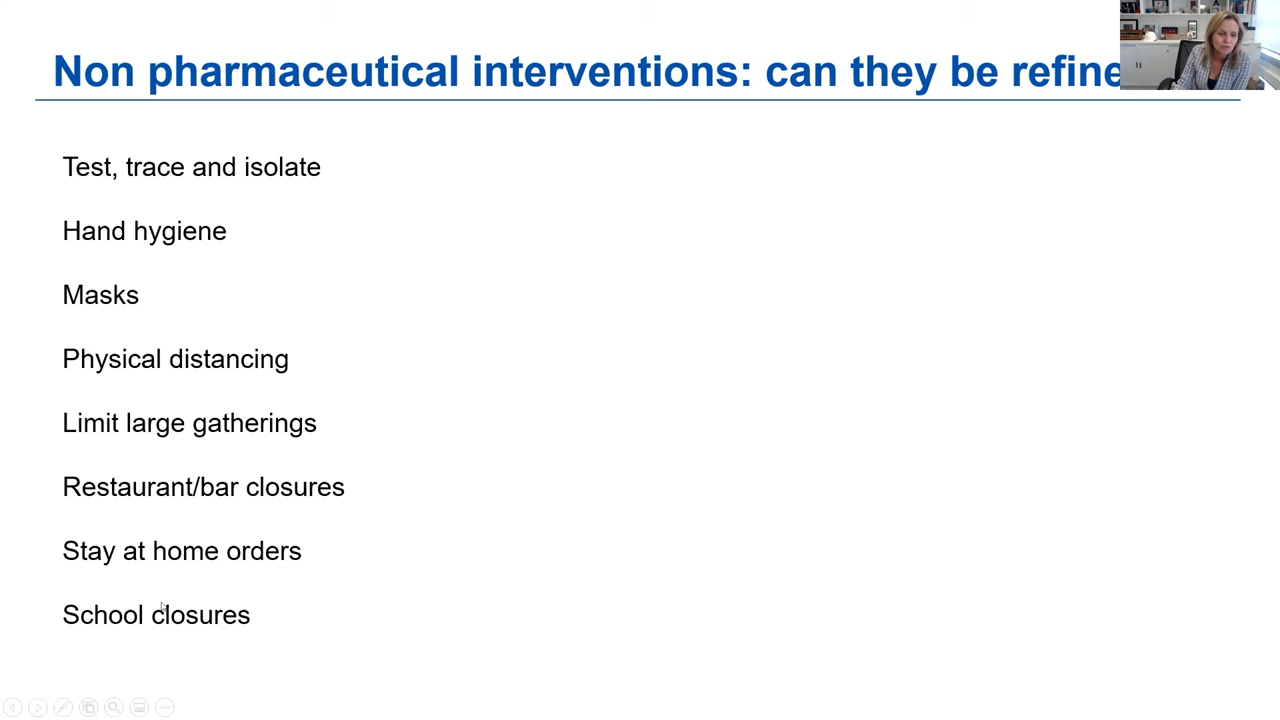 Non pharmaceutical interventions: can they be refine
Test, trace and isolate
Hand hygiene
Masks
Physical distancing
Limit large gatherings
Restaurant/bar closures
Stay at home orders
School closures